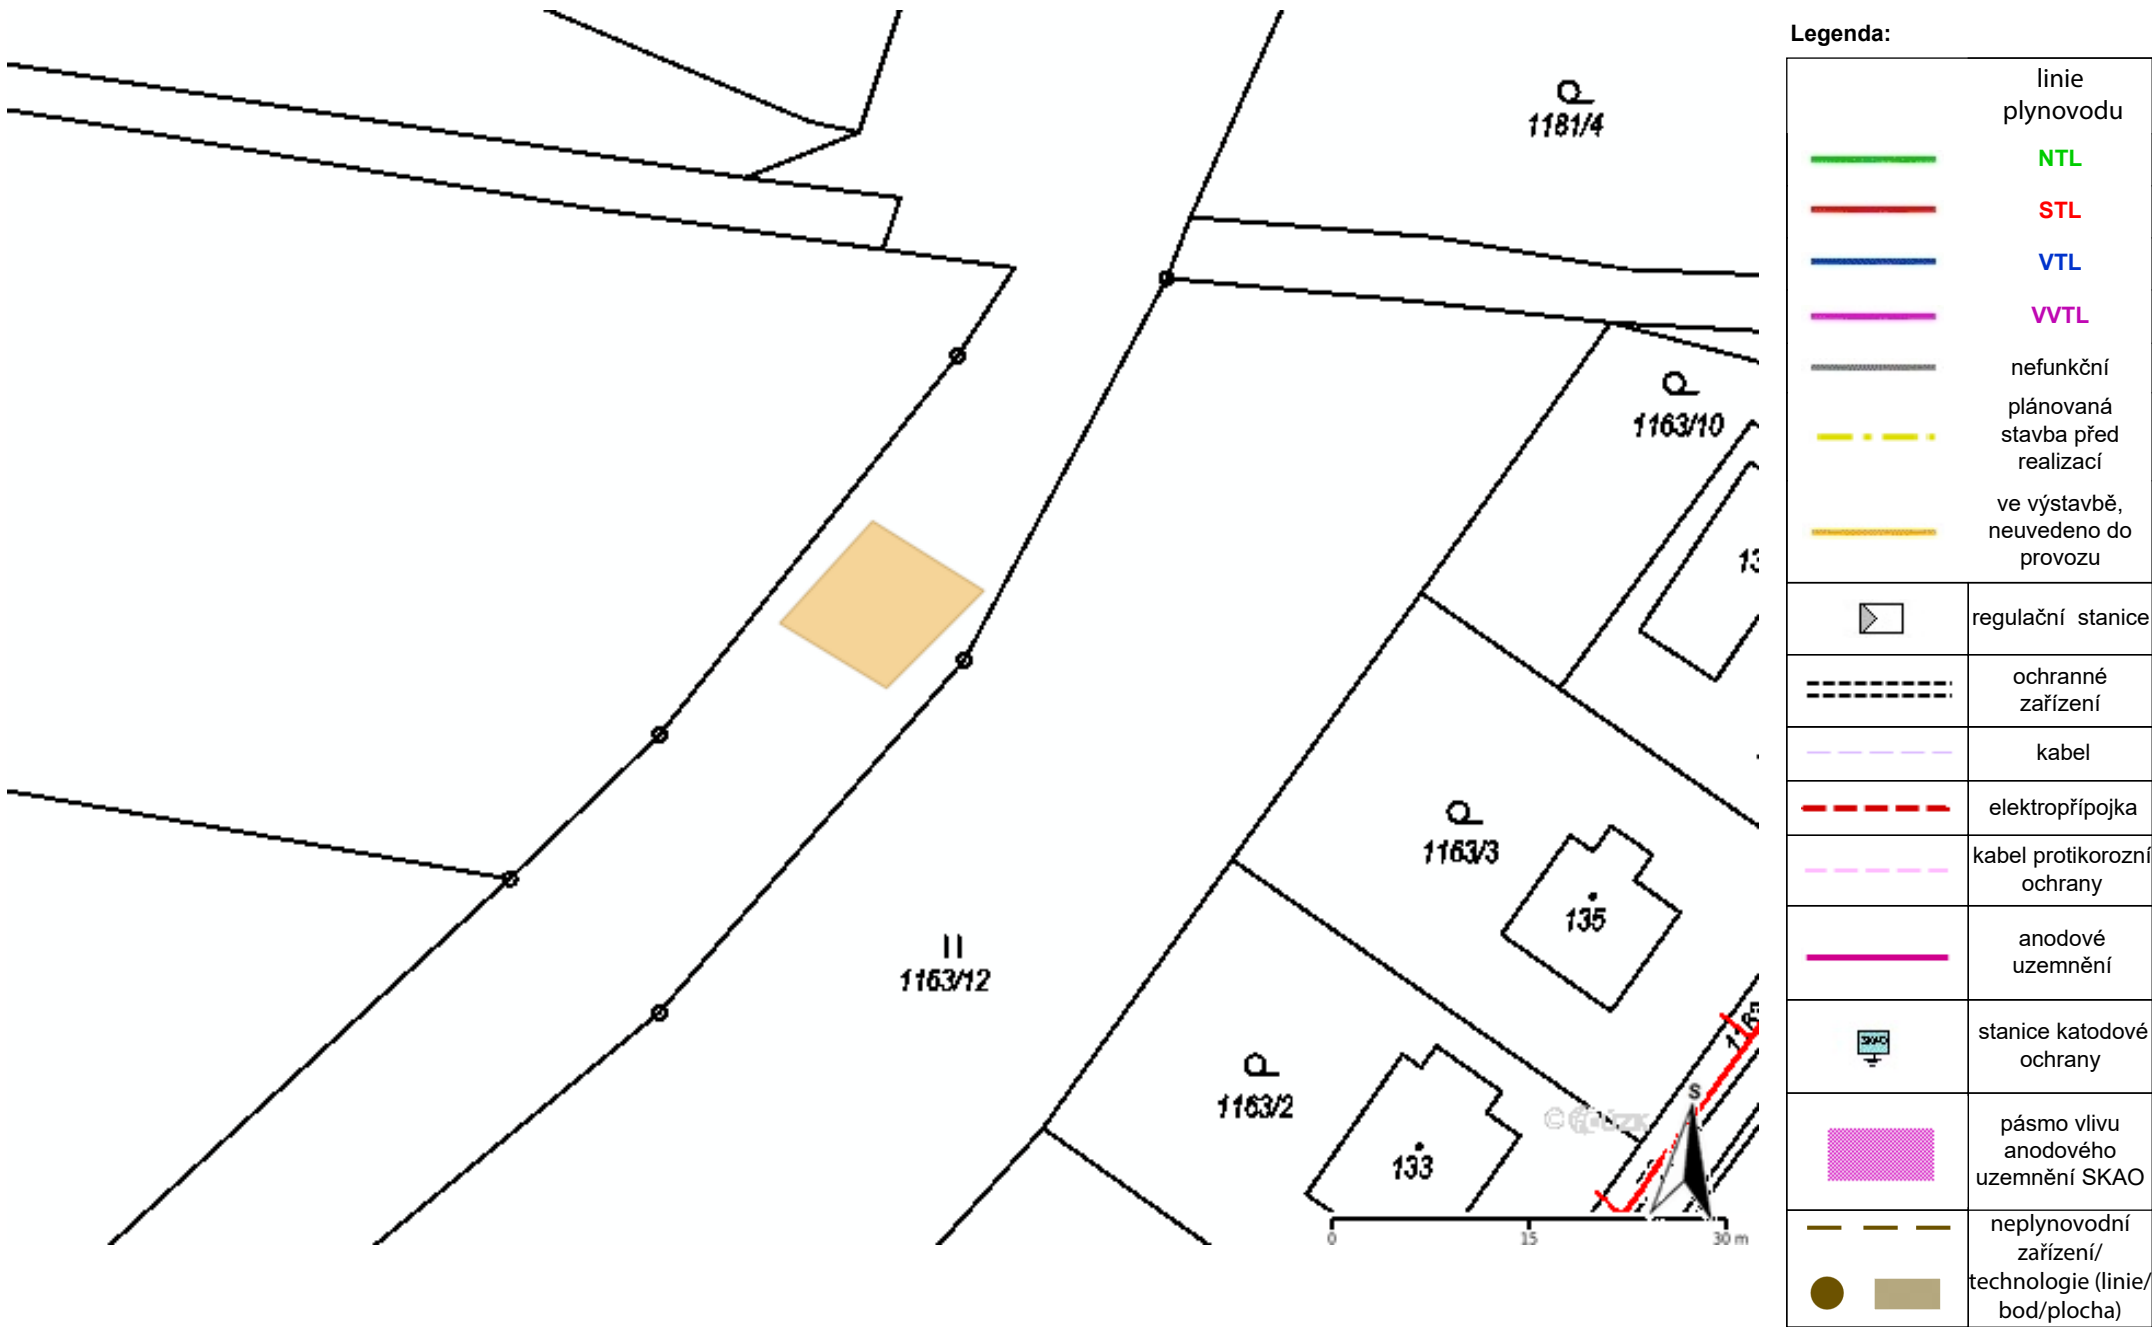 1181/4
1163/10
13
1163/3
135
1163/12
1163/2
133
S
0
15
30 m
Legenda:
linie
plynovodu
NTL
STL
VTL
VVTL
nefunkční
plánovaná
stavba před
realizací
ve výstavbě,
neuvedeno do
provozu
regulační stanice
ochranné
zařízení
kabel
elektropřípojka
kabel protikorozní
ochrany
anodové
uzemnění
SKAO
stanice katodové
ochrany
pásmo vlivu
anodového
uzemnění SKAO
neplynovodní
zařízení/
technologie (linie/
bod/plocha)